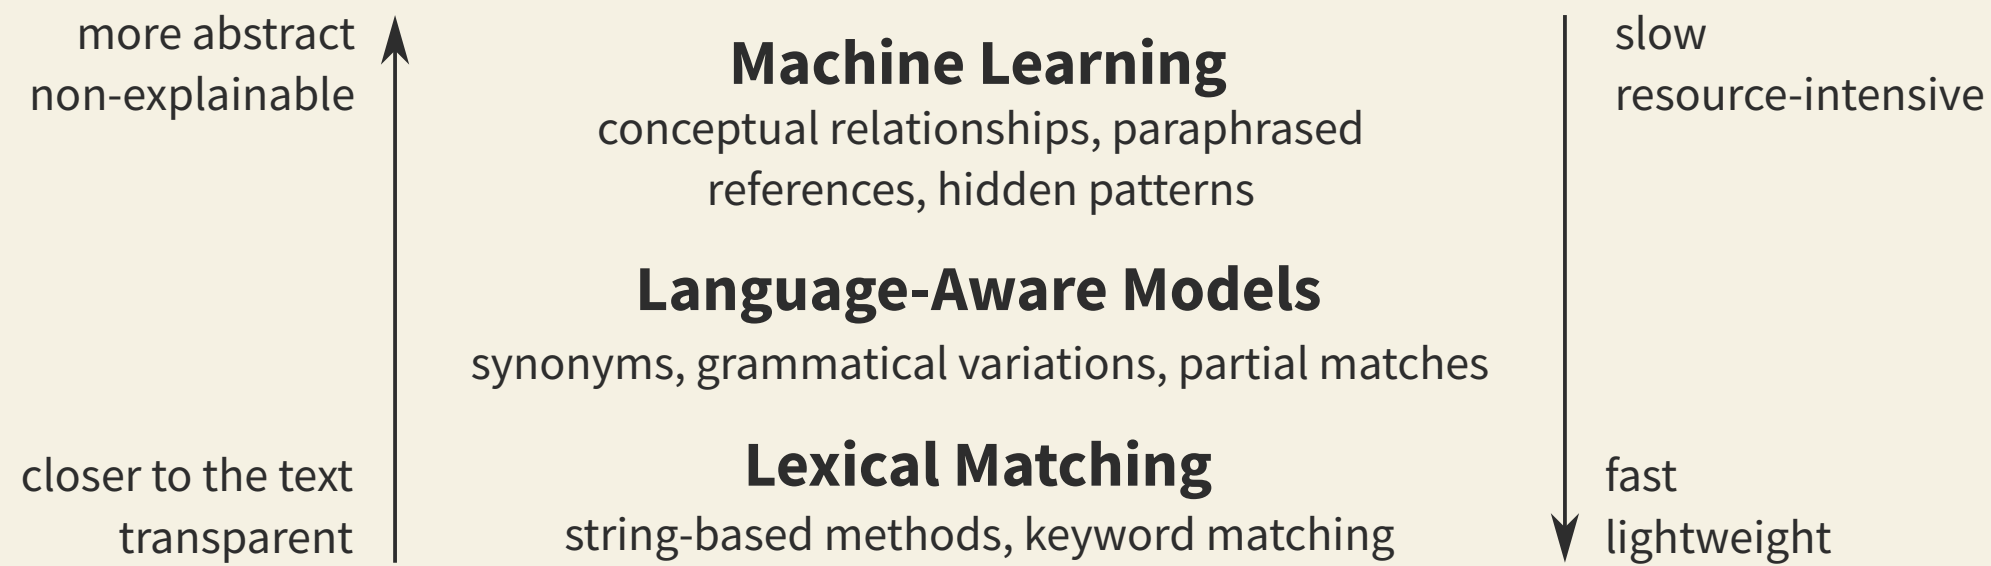 more abstract
non-explainable
closer to the text
transparent
Machine Learning
conceptual relationships, paraphrased
references, hidden patterns
Language-Aware Models
synonyms, grammatical variations, partial matches
Lexical Matching
string-based methods, keyword matching
slow
resource-intensive
fast
lightweight